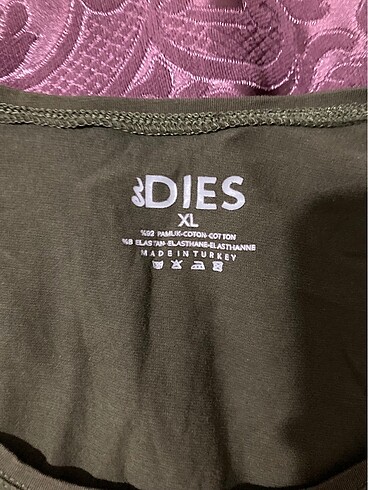 DIES
XL
%92 PAMUK-COTON-COTTON
%8 ELASTAN-ELASTHANE-ELASTHANNE
MADE IN TURKEY